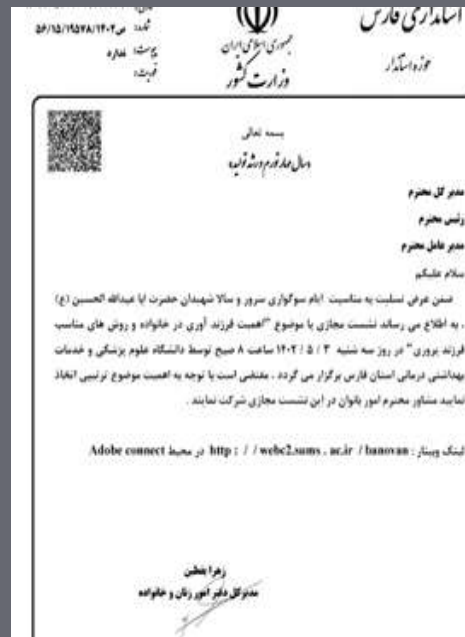 استانداری فارس
حوزه استاندار
جمهوری اسلامی ایران
وزارت کشور
شماره: ص/۵۶/۱۵/۱۹۵۷۸/۱۴۰۲
پیوست: ندارد
فوریت:
بسمه تعالی
«سال مهار تورم و رشد تولید»
مدیر کل محترم
رئیس محترم
مدیر عامل محترم
سلام علیکم
ضمن عرض تسلیت به مناسبت ایام سوگواری سرور و سالار شهیدان حضرت ابا عبدالله الحسین (ع)
، به اطلاع می رساند نشست مجازی با موضوع "اهمیت فرزند آوری در خانواده و روش های مناسب
فرزند پروری" در روز سه شنبه ۳ / ۵ / ۱۴۰۲ ساعت ۸ صبح توسط دانشگاه علوم پزشکی و خدمات
بهداشتی درمانی استان فارس برگزار می گردد . مقتضی است با توجه به اهمیت موضوع ترتیبی اتخاذ
نمایید مشاور محترم امور بانوان در این نشست مجازی شرکت نمایند .
لینک وبینار : http : / / webc2.sums . ac.ir / banovan در محیط Adobe connect
زهرا یقطین
مدیرکل دفتر امور زنان و خانواده